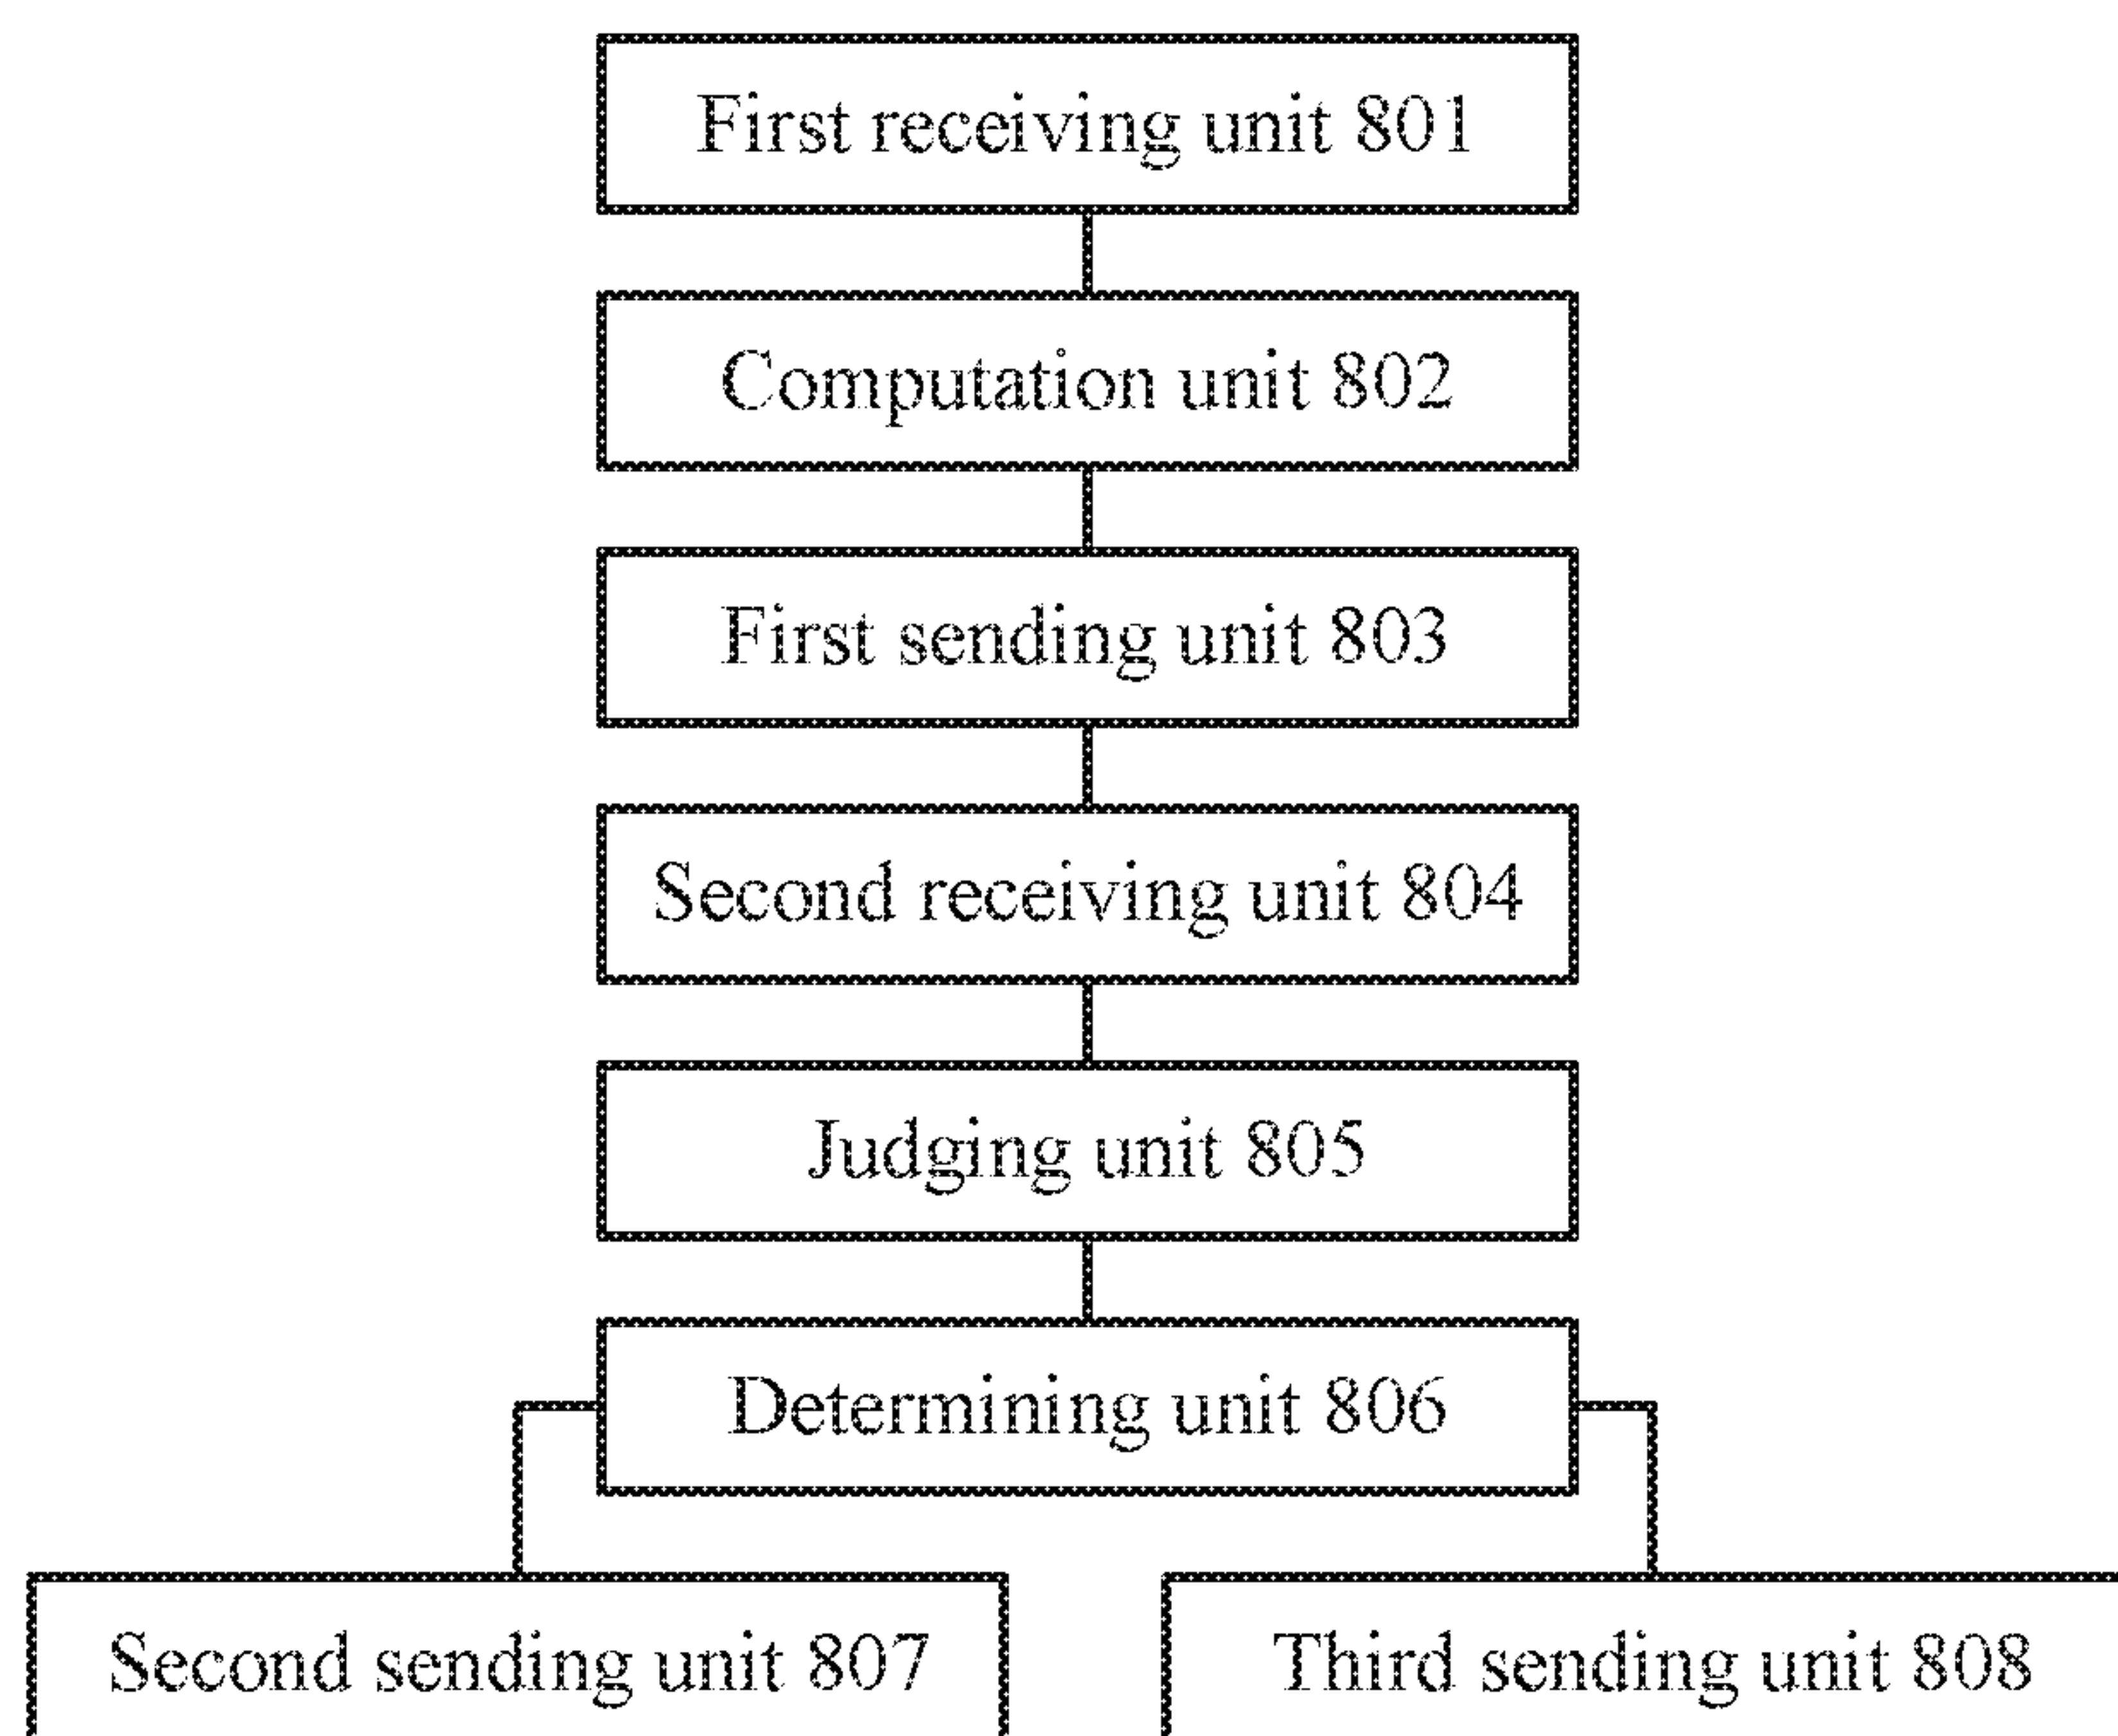 First receiving unit 801
Computation unit 802
First sending unit 803
Second receiving unit 804
Judging unit 805
Determining unit 806
Second sending unit 807
Third sending unit 808